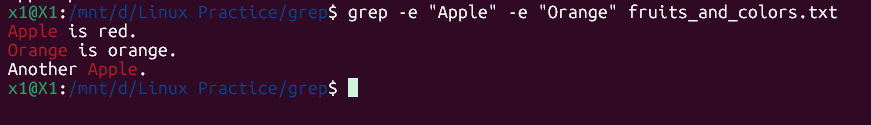 x1@X1:/mnt/d/Linux Practice/grep$ grep -e "Apple" -e "Orange" fruits_and_colors.txt
Apple is red.
Orange is orange.
Another Apple.
x1@X1:/mnt/d/Linux Practice/grep$